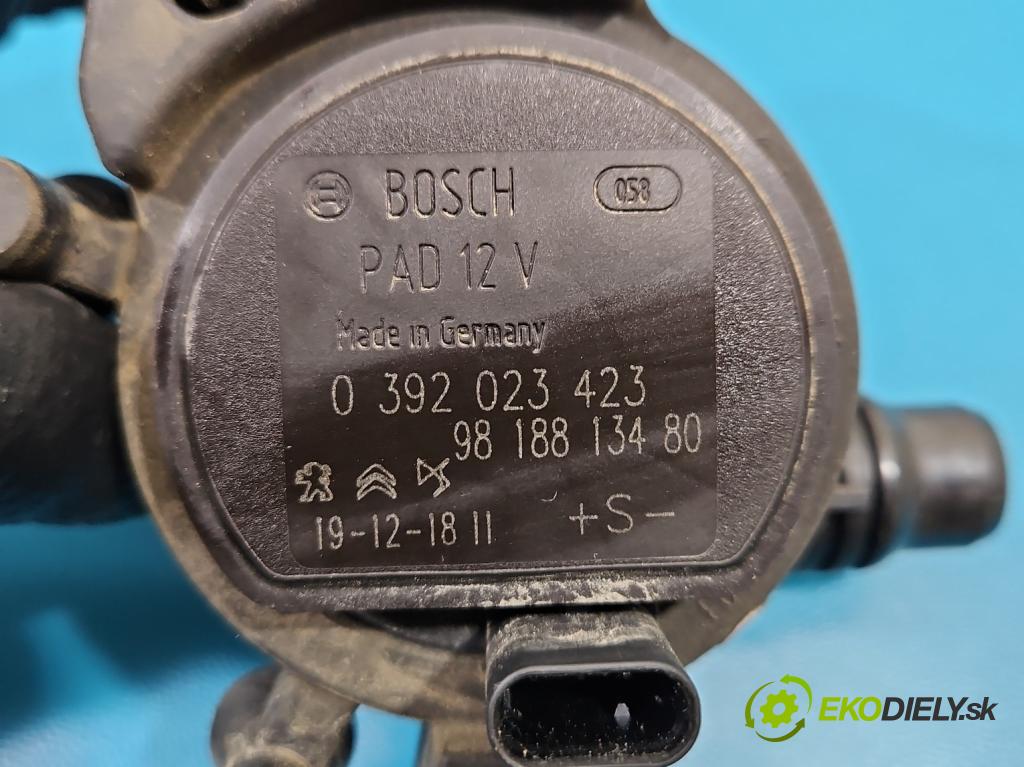 BOSCH 058
PAD 12 V
Made in Germany
0 392 023 423
98 188 134 80
19-12-18 11
+S-
EKODIELY.sk